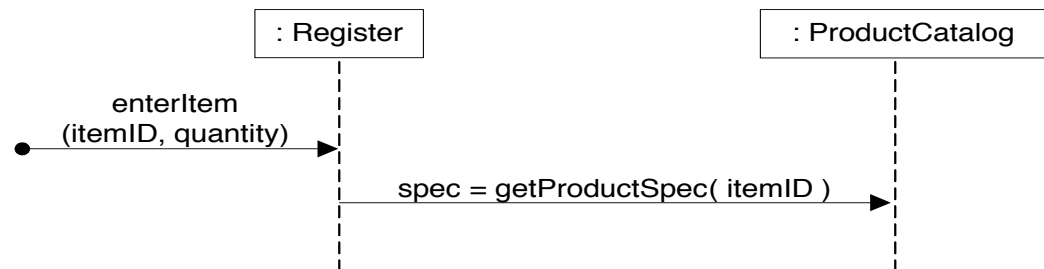 : Register
: ProductCatalog
enterItem
(itemID, quantity)
spec = getProductSpec( itemID )